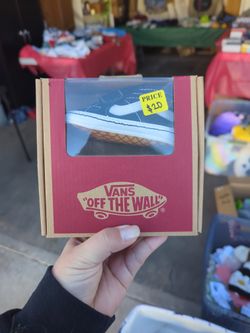 PRICE
$20
VANS
"OFF THE WALL"